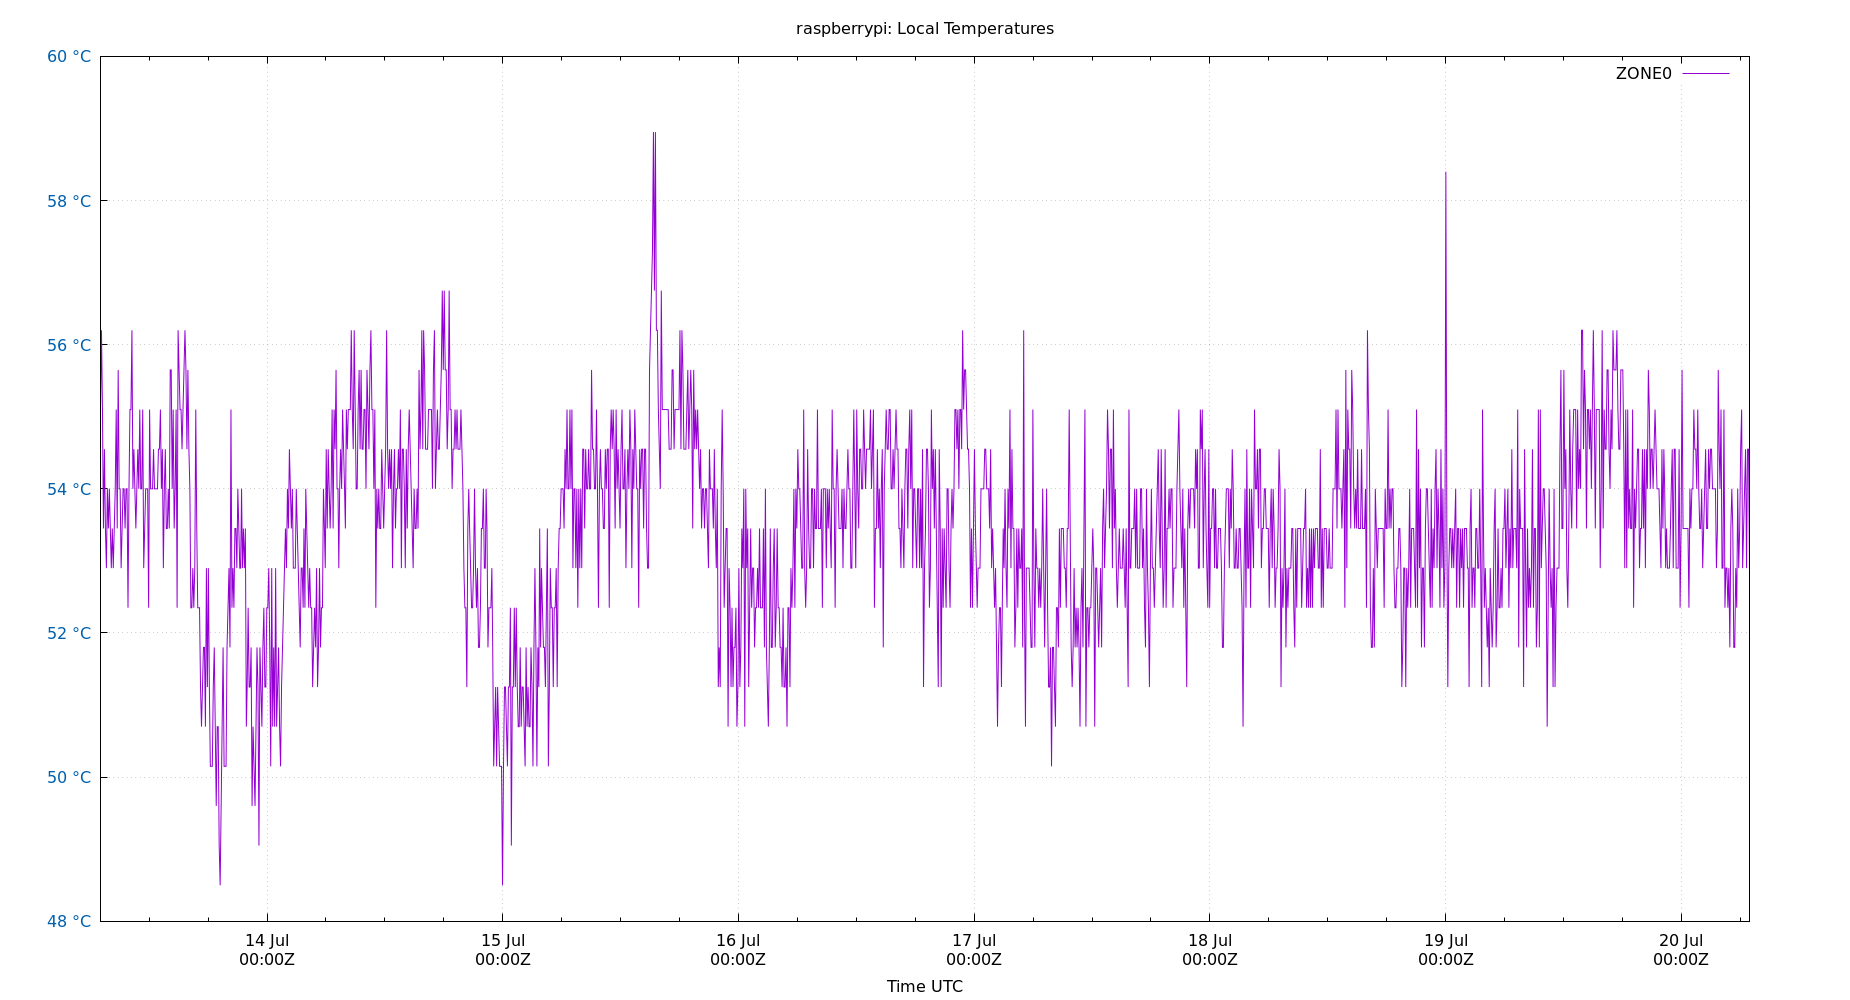 raspberrypi: Local Temperatures
60 °C
ZONE0
58 °C
56 °C
54 °C
52 °C
50 °C
48 °C
14 Jul
00:00Z
15 Jul
00:00Z
16 Jul
00:00Z
17 Jul
00:00Z
18 Jul
00:00Z
19 Jul
00:00Z
20 Jul
00:00Z
Time UTC